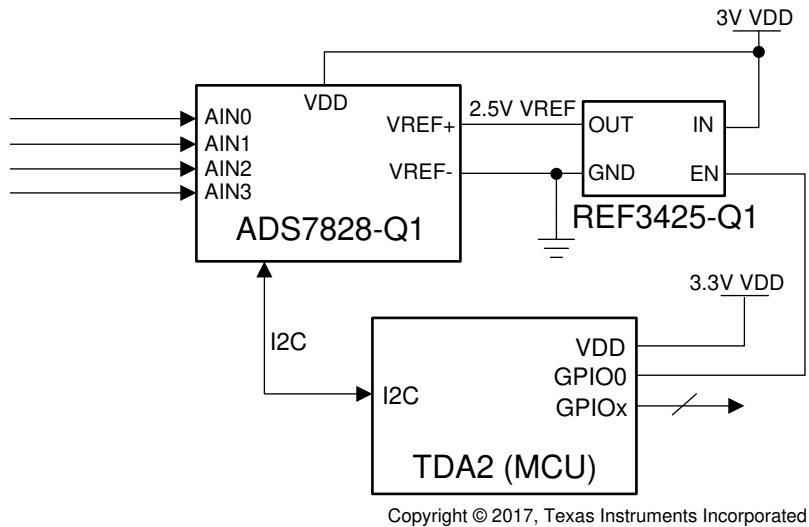 3V VDD
VDD
AIN0
AIN1
AIN2
AIN3
VREF+
VREF-
ADS7828-Q1
2.5V VREF
OUT
IN
GND
EN
REF3425-Q1
3.3V VDD
I2C
I2C
VDD
GPIO0
GPIOx
TDA2 (MCU)
Copyright © 2017, Texas Instruments Incorporated